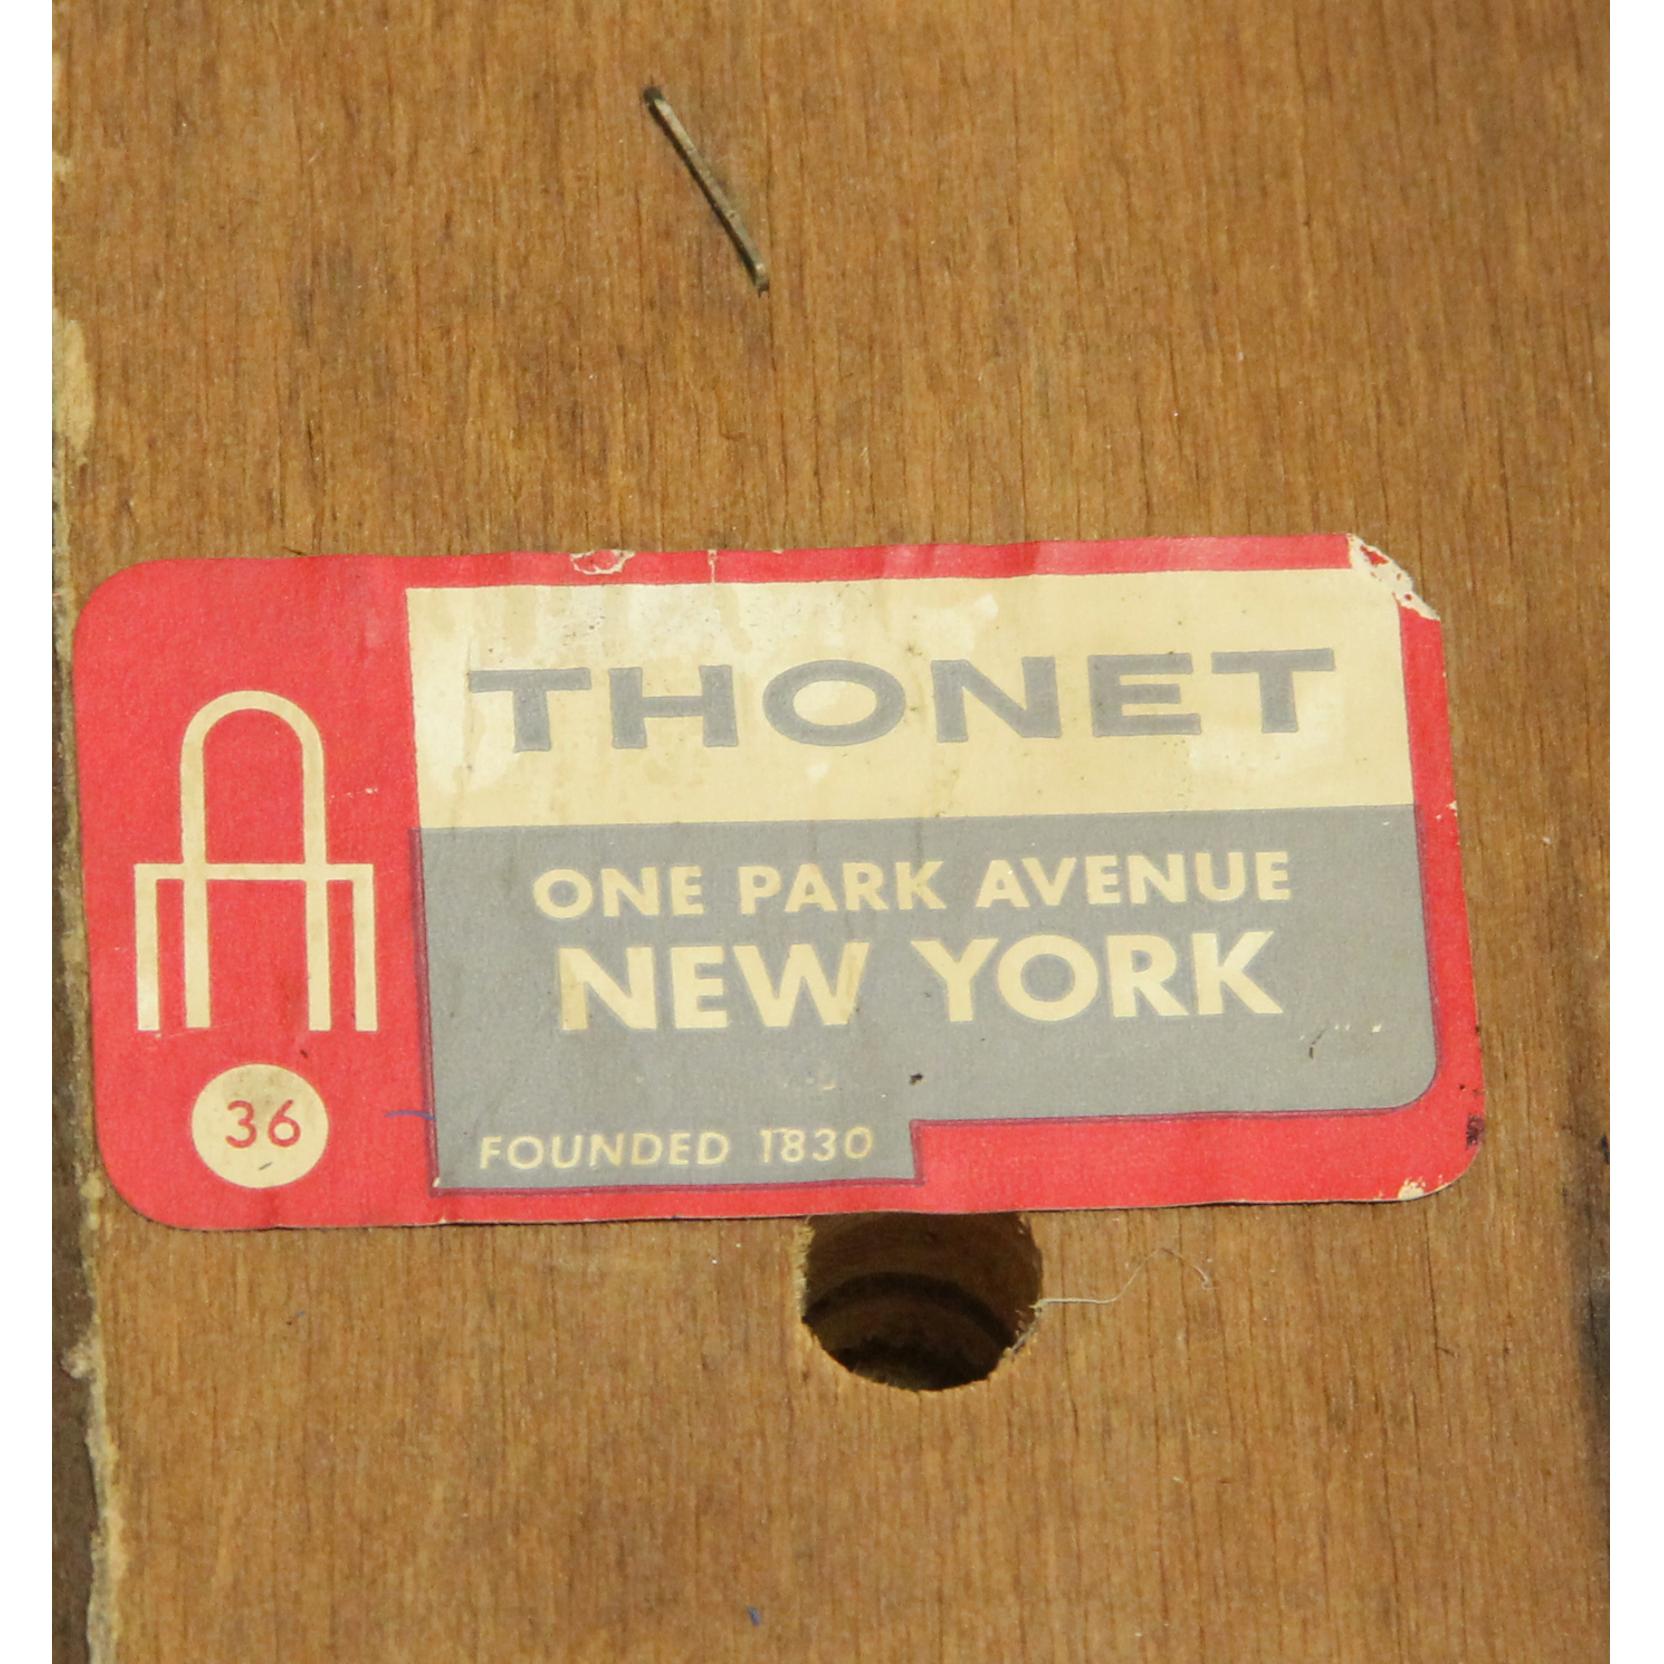 THONET
ONE PARK AVENUE
NEW YORK
36
FOUNDED 1830